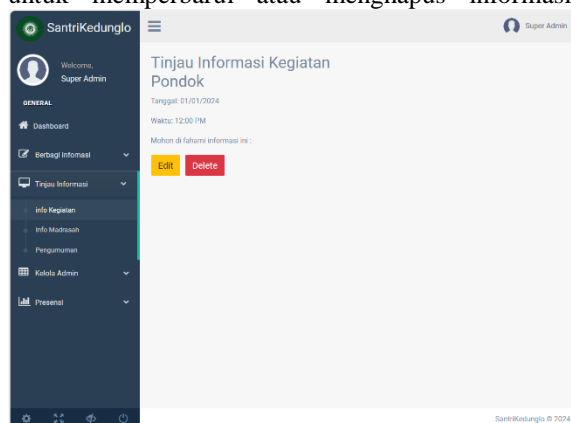 untuk memperbarui atau menghapus informasi
SantriKedunglo
Super Admin
Welcome,
Super Admin
GENERAL
Dashboard
Berbagi Infomasi
Tinjau Informasi
info Kegiatan
Info Madrasah
Pengumuman
Kelola Admin
Presensi
Tinjau Informasi Kegiatan
Pondok
Tanggal: 01/01/2024
Waktu: 12:00 PM
Mohon di fahami informasi ini :
Edit Delete
SantriKedunglo © 2024